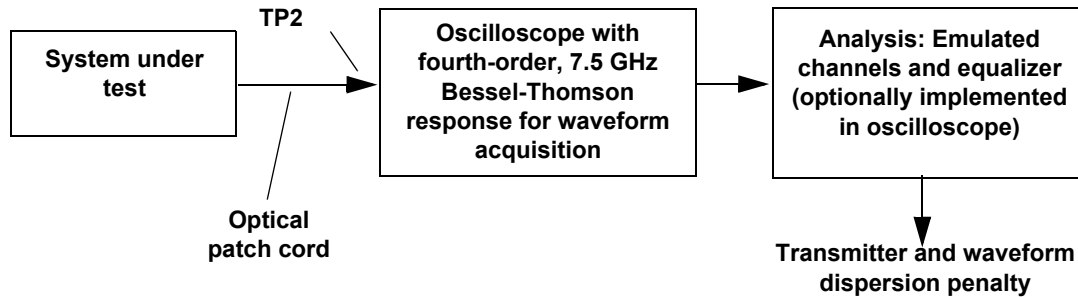 TP2
System under
test
Optical
patch cord
Oscilloscope with
fourth-order, 7.5 GHz
Bessel-Thomson
response for waveform
acquisition
Analysis: Emulated
channels and equalizer
(optionally implemented
in oscilloscope)
Transmitter and waveform
dispersion penalty